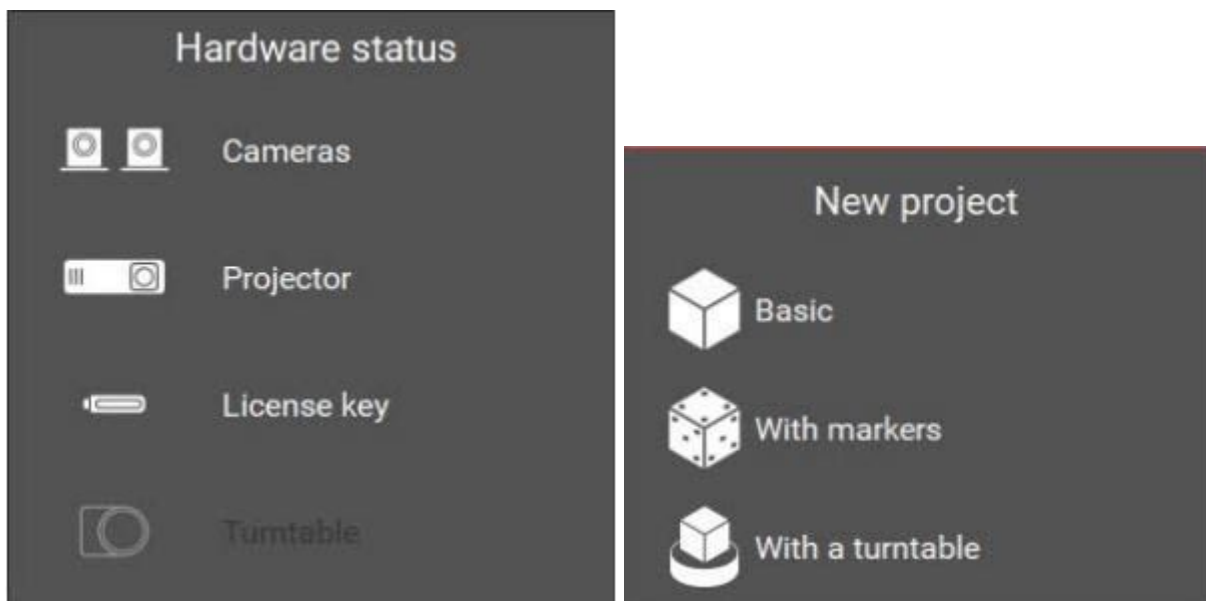 Hardware status
Cameras
Projector
License key
Turntable
New project
Basic
With markers
With a turntable